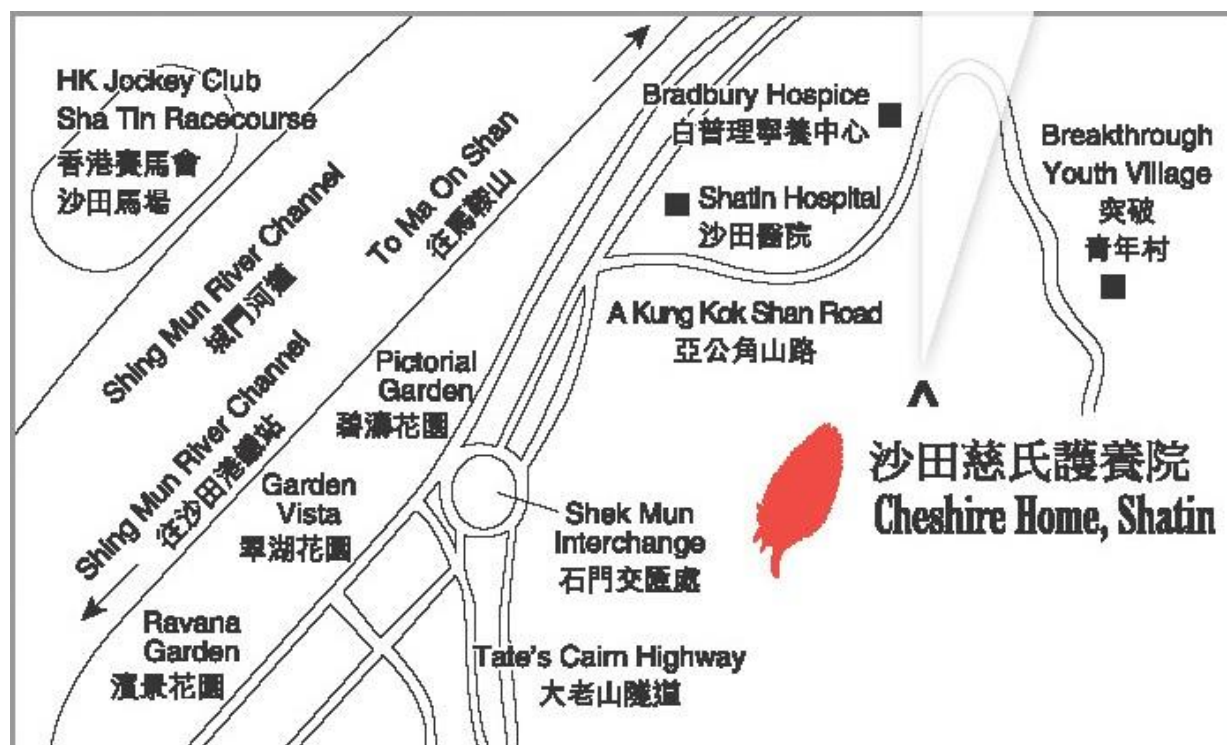 HK Jockey Club
Sha Tin Racecourse
香港賽馬會
沙田馬場
Shing Mun River Channel
城門河道
To Ma On Shan
往馬鞍山
Bradbury Hospice
白普理寧養中心
Shatin Hospital
沙田醫院
Breakthrough
Youth Village
突破
青年村
A Kung Kok Shan Road
亞公角山路
Pictorial
Garden
碧濤花園
Shing Mun River Channel
往沙田港鐵站
Garden
Vista
翠湖花園
Shek Mun
Interchange
石門交匯處
沙田慈氏護養院
Cheshire Home, Shatin
Ravana
Garden
濱景花園
Tate's Cairn Highway
大老山隧道